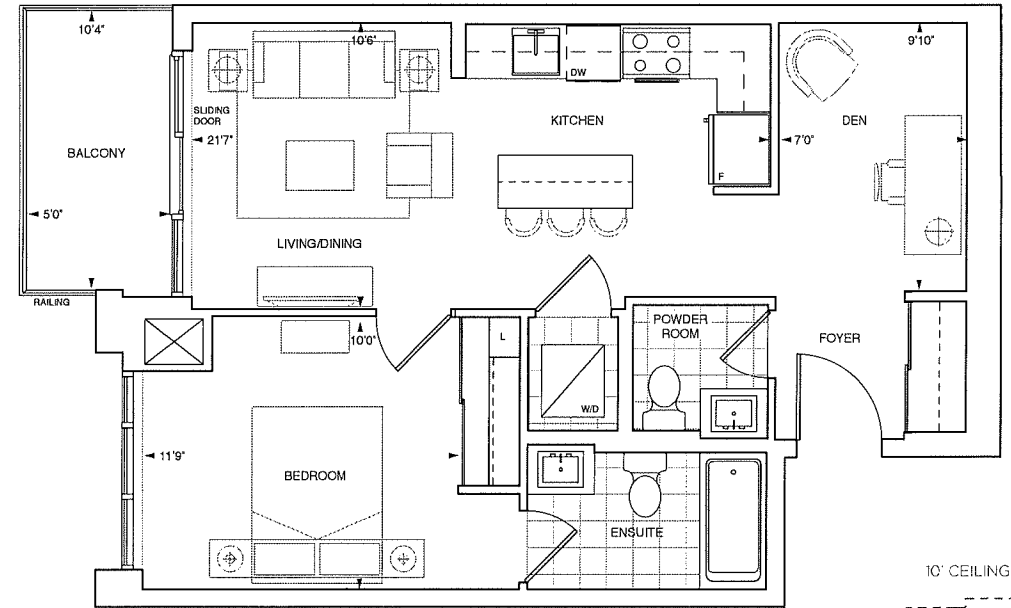 10'4"
10'6"
9'10"
DW
SLIDING
DOOR
21'7"
KITCHEN
7'0"
DEN
BALCONY
F
5'0"
LIVING/DINING
RAILING
POWDER
ROOM
10'0"
L
FOYER
W/D
11'9"
BEDROOM
ENSUITE
10' CEILING